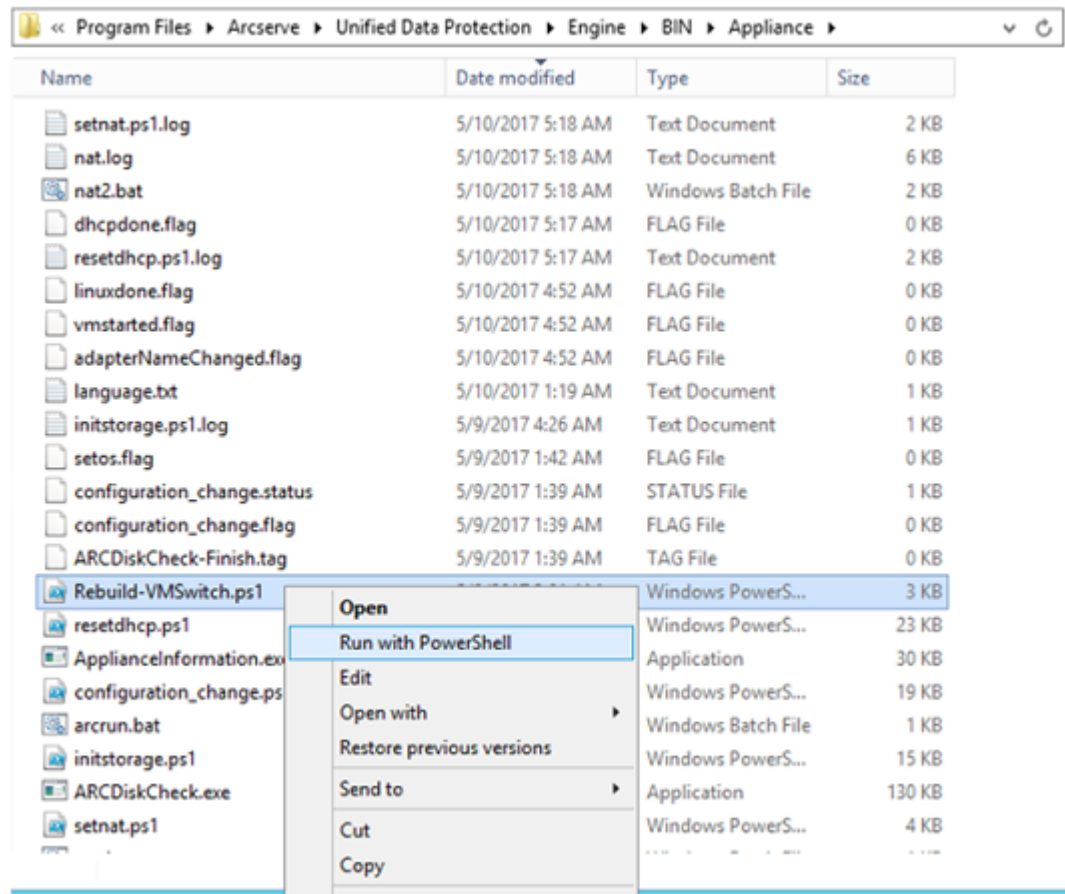 « Program Files Arcserve Unified Data Protection Engine BIN Appliance
Name Date modified Type Size
setnat.ps1.log 5/10/2017 5:18 AM Text Document 2 KB
nat.log 5/10/2017 5:18 AM Text Document 6 KB
nat2.bat 5/10/2017 5:18 AM Windows Batch File 2 KB
dhcpdone.flag 5/10/2017 5:17 AM FLAG File 0 KB
resetdhcp.ps1.log 5/10/2017 5:17 AM Text Document 2 KB
linuxdone.flag 5/10/2017 4:52 AM FLAG File 0 KB
vmstarted.flag 5/10/2017 4:52 AM FLAG File 0 KB
adapterNameChanged.flag 5/10/2017 4:52 AM FLAG File 0 KB
language.txt 5/10/2017 1:19 AM Text Document 1 KB
initstorage.ps1.log 5/9/2017 4:26 AM Text Document 1 KB
setos.flag 5/9/2017 1:42 AM FLAG File 0 KB
configuration_change.status 5/9/2017 1:39 AM STATUS File 1 KB
configuration_change.flag 5/9/2017 1:39 AM FLAG File 0 KB
ARCDiskCheck-Finish.tag 5/9/2017 1:39 AM TAG File 0 KB
Rebuild-VMSwitch.ps1 Windows PowerS... 3 KB
resetdhcp.ps1 Windows PowerS... 23 KB
ApplianceInformation.ex Application 30 KB
configuration_change.ps Windows PowerS... 19 KB
arcrun.bat Windows Batch File 1 KB
initstorage.ps1 Windows PowerS... 15 KB
ARCDiskCheck.exe Application 130 KB
setnat.ps1 Windows PowerS... 4 KB
Open
Run with PowerShell
Edit
Open with
Restore previous versions
Send to
Cut
Copy